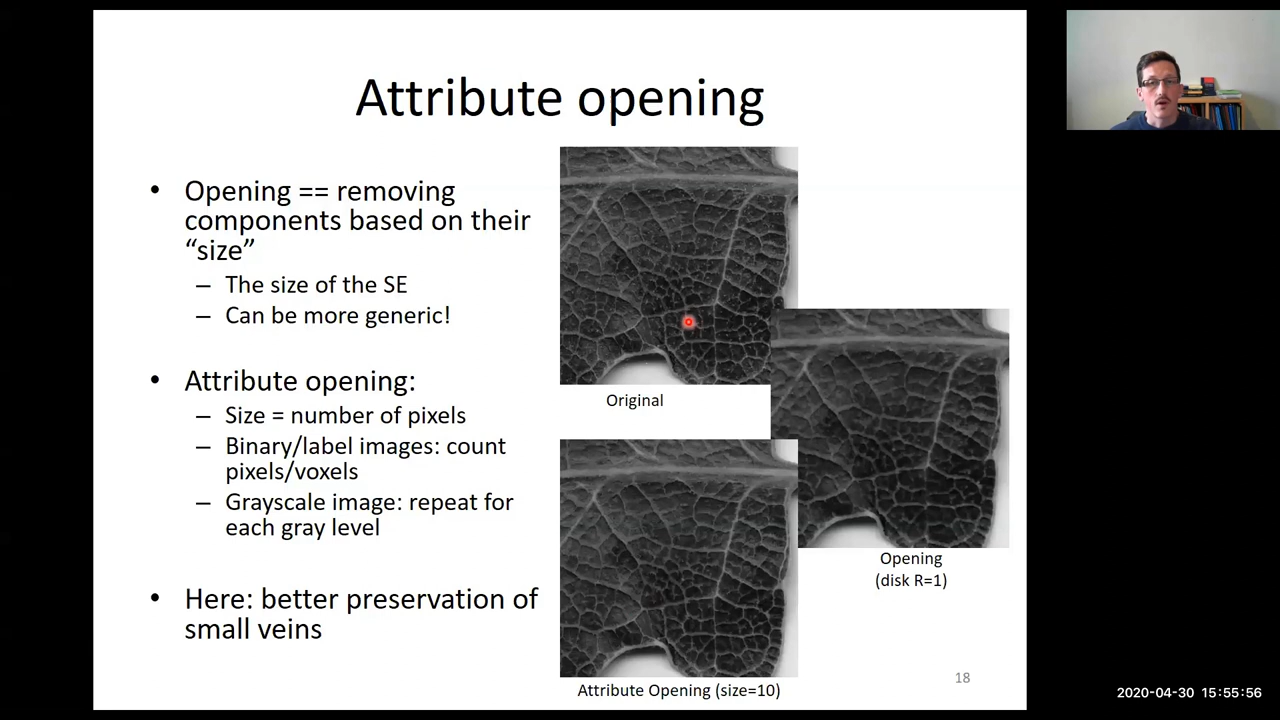 Attribute opening
• Opening == removing
components based on their
“size”
– The size of the SE
– Can be more generic!
• Attribute opening:
– Size = number of pixels
– Binary/label images: count
pixels/voxels
– Grayscale image: repeat for
each gray level
• Here: better preservation of
small veins
Original
Opening
(disk R=1)
Attribute Opening (size=10)
18
2020-04-30 15:55:56